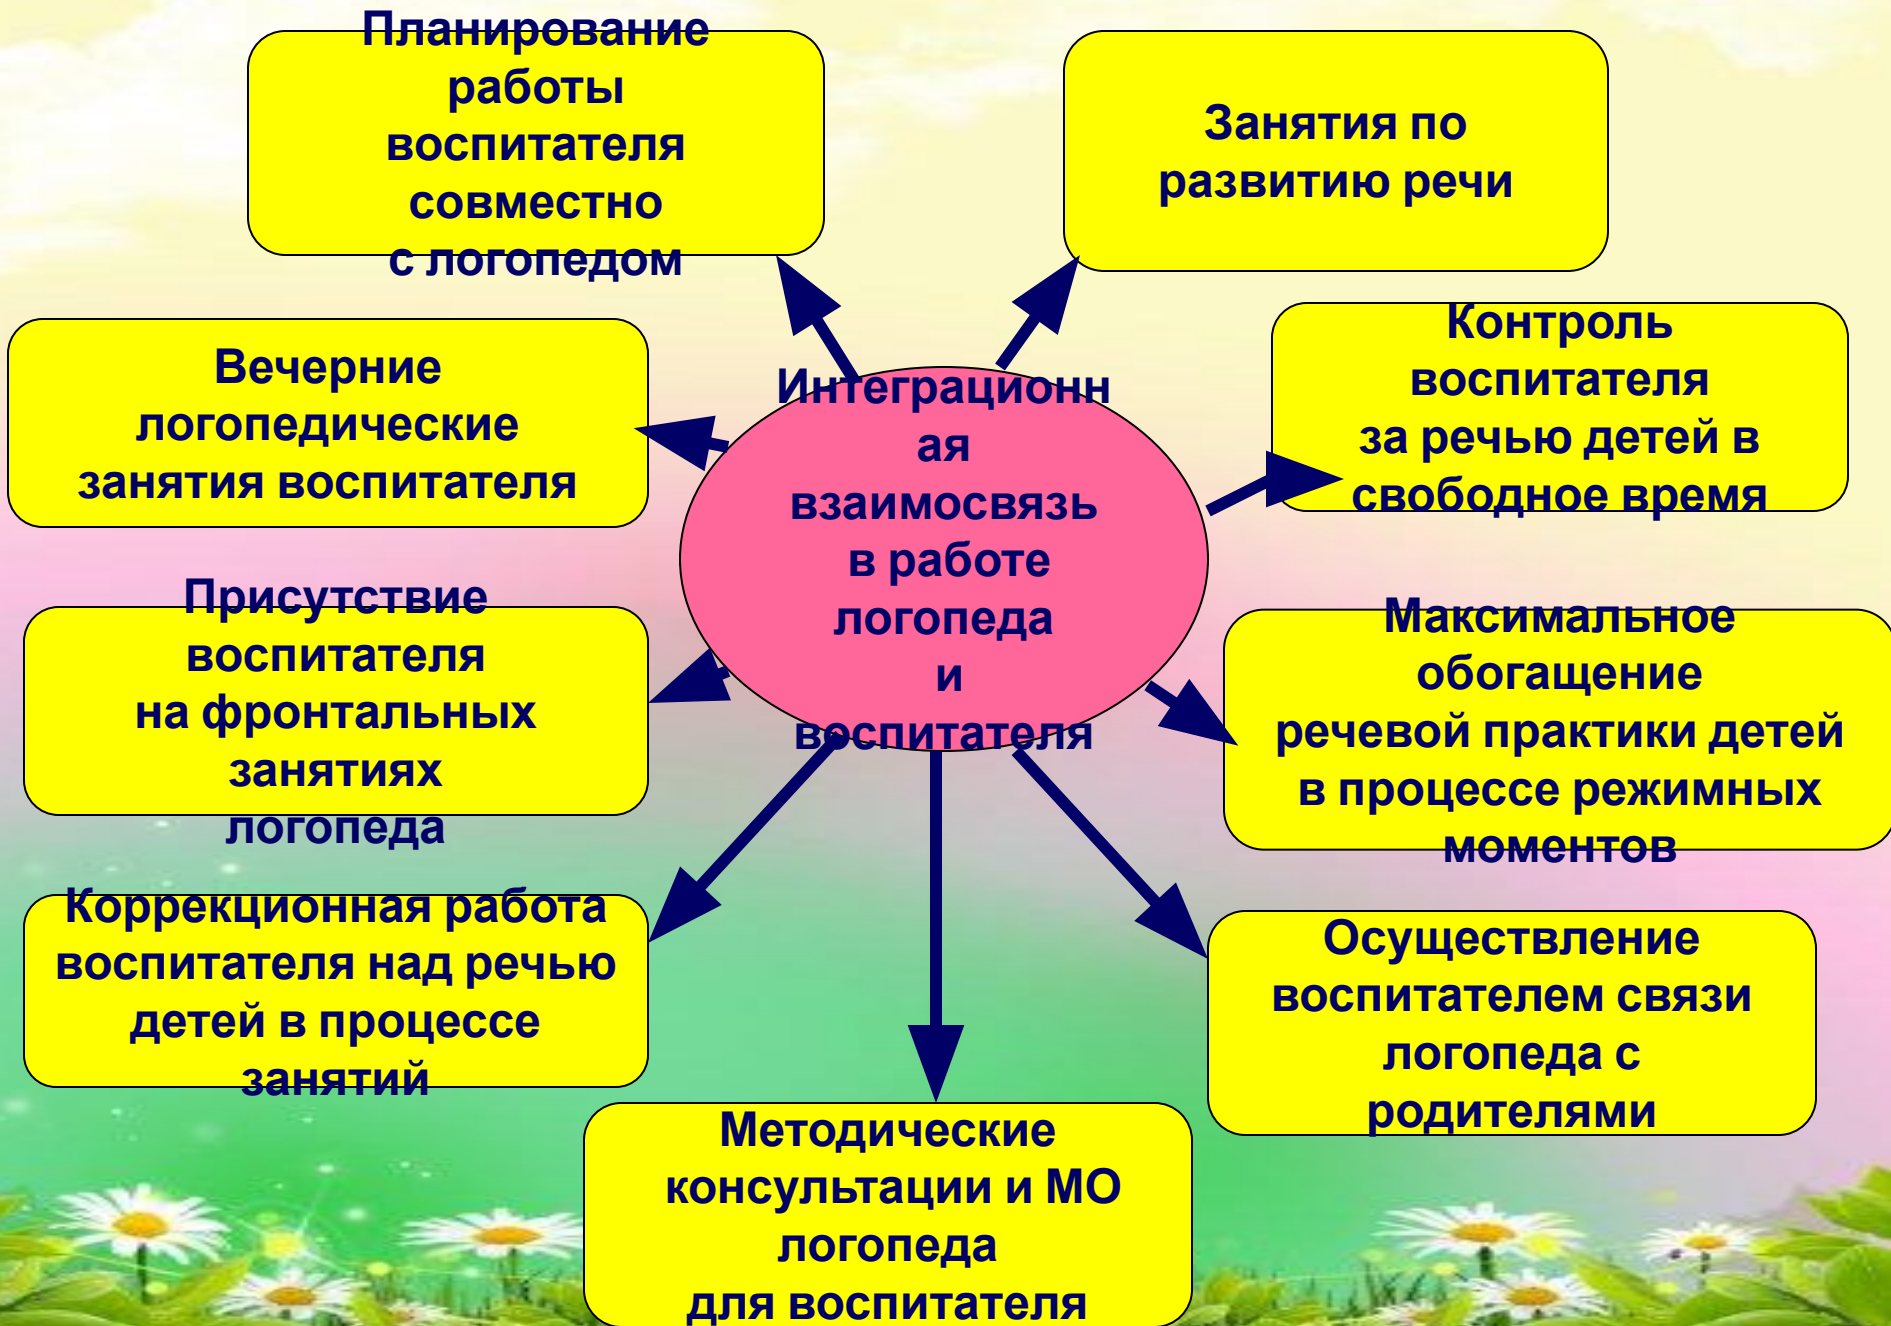 Планирование
работы
воспитателя
совместно
с логопедом
Занятия по
развитию речи
Вечерние
логопедические
занятия воспитателя
Интеграционн
ая
взаимосвязь
в работе
логопеда
и
воспитателя
Контроль
воспитателя
за речью детей в
свободное время
Присутствие
воспитателя
на фронтальных
занятиях
логопеда
Максимальное
обогащение
речевой практики детей
в процессе режимных
моментов
Коррекционная работа
воспитателя над речью
детей в процессе
занятий
Осуществление
воспитателем связи
логопеда с
родителями
Методические
консультации и МО
логопеда
для воспитателя